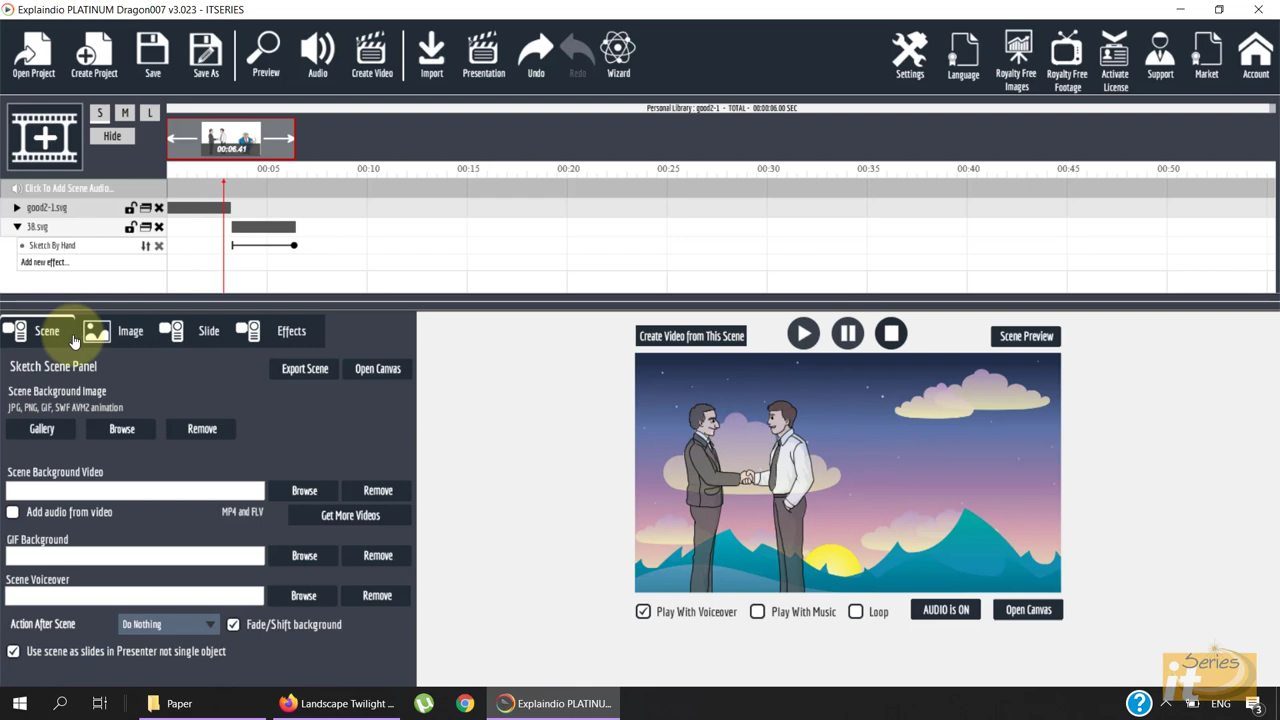 Explaindio PLATINUM Dragon007 v3.023 - ITSERIES
Open Project
Create Project
Save
Save As
Preview
Audio
Create Video
Import
Presentation
Undo
Redo
Wizard
Settings
Language
Royalty Free Images
Royalty Free Footage
Activate License
Support
Market
Account
S M L
Hide
Personal Library : good2-1 - TOTAL - 00:00:06.00 SEC
00:06.41
00:05 00:10 00:15 00:20 00:25 00:30 00:35 00:40 00:45 00:50
Click To Add Scene Audio...
good2-1.svg
38.svg
Sketch By Hand
Add new effect...
Scene Image Slide Effects
Sketch Scene Panel
Export Scene
Open Canvas
Scene Background Image
JPG, PNG, GIF, SWF AVM2 animation
Gallery Browse Remove
Scene Background Video
Browse Remove
Add audio from video
MP4 and FLV
Get More Videos
GIF Background
Browse Remove
Scene Voiceover
Browse Remove
Action After Scene
Do Nothing
Fade/Shift background
Use scene as slides in Presenter not single object
Create Video from This Scene
Scene Preview
Play With Voiceover
Play With Music
Loop
AUDIO is ON
Open Canvas
it Series
Paper
Landscape Twilight ...
Explaindio PLATINU...
ENG
3